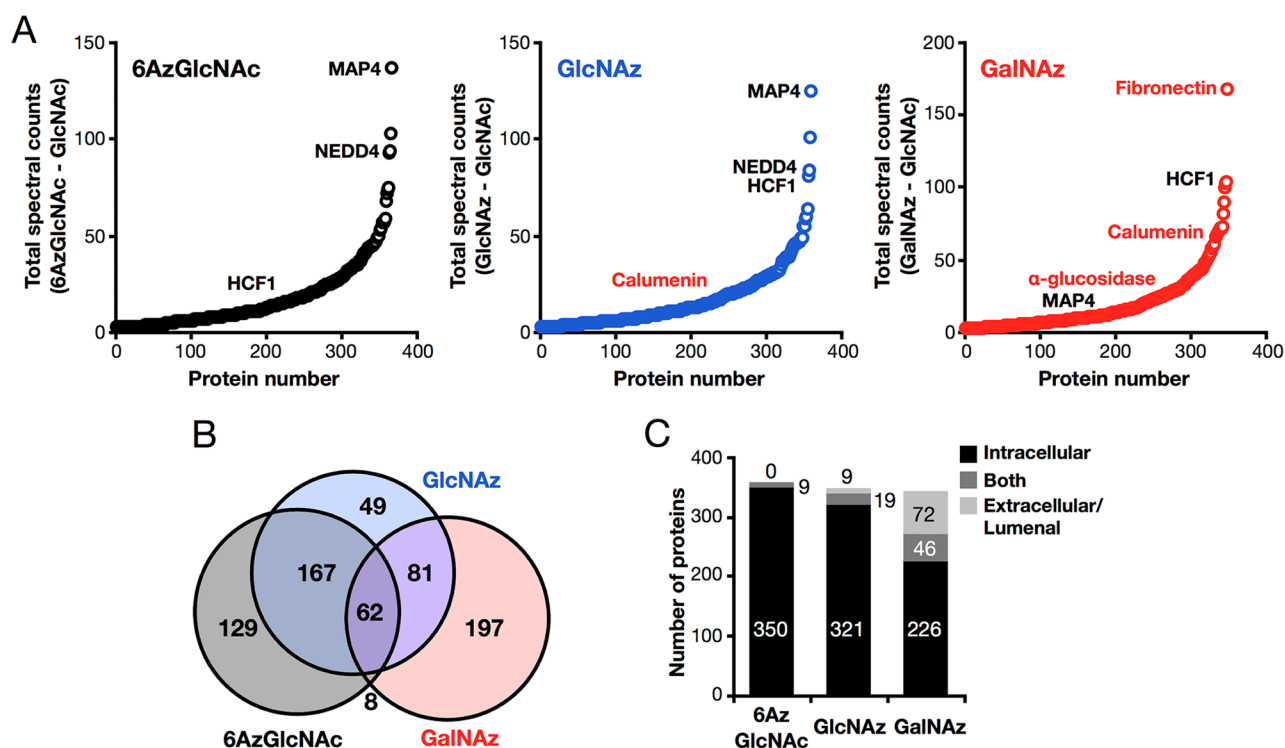 A
150
100
50
0
Total spectral counts
(6AzGlcNAc - GlcNAc)
6AzGlcNAc
MAP4
NEDD4
HCF1
0 100 200 300 400
Protein number
150
100
50
0
Total spectral counts
(GlcNAz - GlcNAc)
GlcNAz
MAP4
NEDD4
HCF1
Calumenin
0 100 200 300 400
Protein number
200
150
100
50
0
Total spectral counts
(GalNAz - GlcNAc)
GalNAz
Fibronectin
HCF1
Calumenin
α-glucosidase
MAP4
0 100 200 300 400
Protein number
B
GlcNAz
49
167
81
62
129
197
8
6AzGlcNAc
GalNAz
C
Number of proteins
400
300
200
100
0
0
9
350
9
19
321
72
46
226
6Az
GlcNAc
GlcNAz
GalNAz
Intracellular
Both
Extracellular/
Lumenal